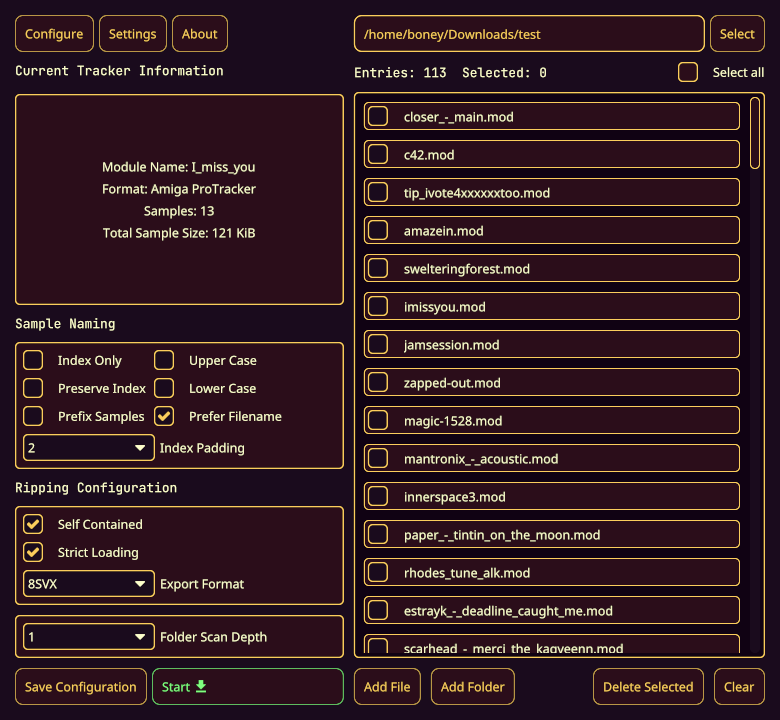 Configure Settings About
Current Tracker Information
Module Name: I_miss_you
Format: Amiga ProTracker
Samples: 13
Total Sample Size: 121 KiB
Sample Naming
Index Only Upper Case
Preserve Index Lower Case
Prefix Samples Prefer Filename
2 Index Padding
Ripping Configuration
Self Contained
Strict Loading
8SVX Export Format
1 Folder Scan Depth
Save Configuration Start
/home/boney/Downloads/test Select
Entries: 113 Selected: 0 Select all
closer_-_main.mod
c42.mod
tip_ivote4xxxxxxtoo.mod
amazein.mod
swelteringforest.mod
imissyou.mod
jamsession.mod
zapped-out.mod
magic-1528.mod
mantronix_-_acoustic.mod
innerspace3.mod
paper_-_tintin_on_the_moon.mod
rhodes_tune_alk.mod
estrayk_-_deadline_caught_me.mod
scarhead_-_merci_the_kaqyeenn.mod
Add File Add Folder Delete Selected Clear